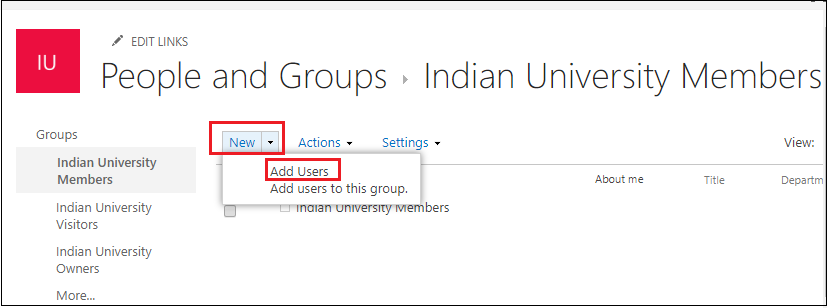 IU
EDIT LINKS
People and Groups › Indian University Members
Groups
Indian University
Members
Indian University
Visitors
Indian University
Owners
More...
New Actions Settings View:
Add Users
Add users to this group.
About me Title Departm
Indian University Members